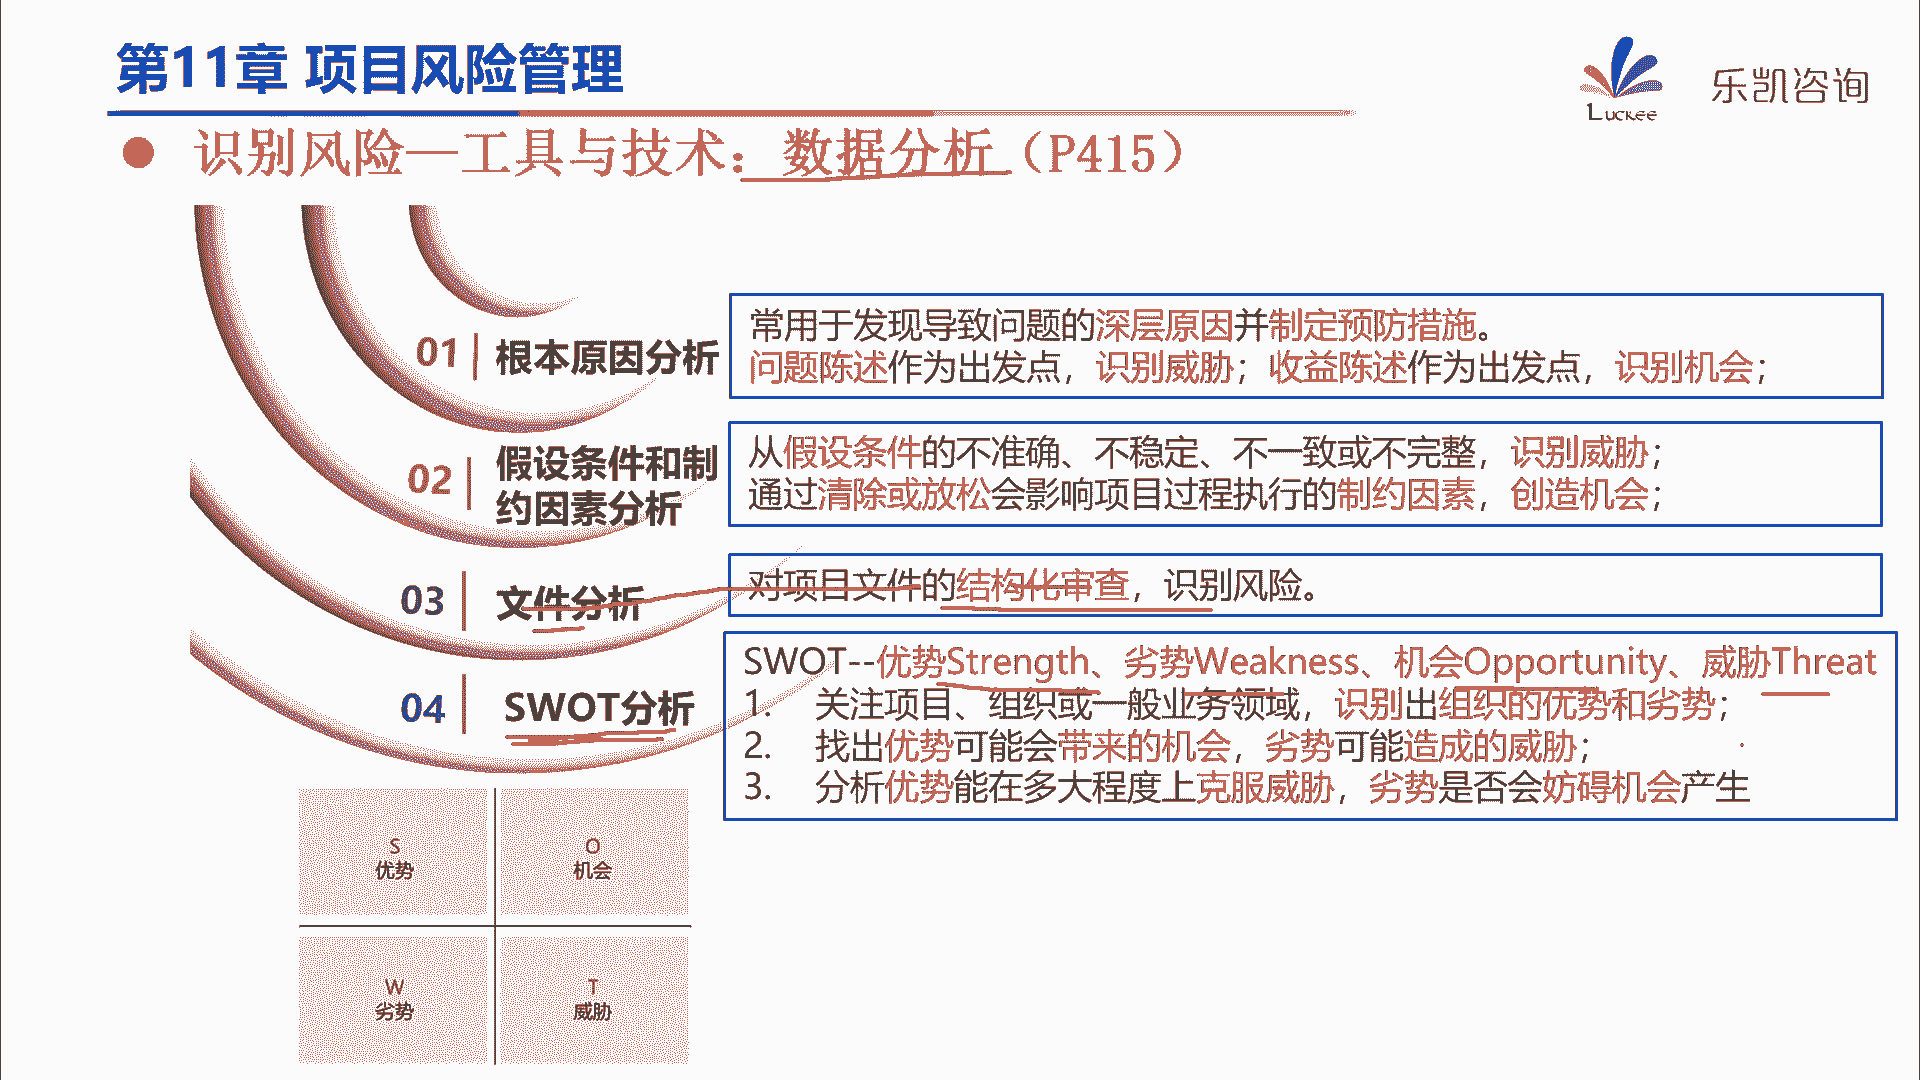 第11章 项目风险管理
Luckee
乐凯咨询
● 识别风险—工具与技术：数据分析（P415）
01
根本原因分析
常用于发现导致问题的深层原因并制定预防措施。
问题陈述作为出发点，识别威胁；收益陈述作为出发点，识别机会；
02
假设条件和制
约因素分析
从假设条件的不准确、不稳定、不一致或不完整，识别威胁；
通过清除或放松会影响项目过程执行的制约因素，创造机会；
03
文件分析
对项目文件的结构化审查，识别风险。
04
SWOT分析
SWOT--优势Strength、劣势Weakness、机会Opportunity、威胁Threat
1. 关注项目、组织或一般业务领域，识别出组织的优势和劣势；
2. 找出优势可能会带来的机会，劣势可能造成的威胁；
3. 分析优势能在多大程度上克服威胁，劣势是否会妨碍机会产生
S
优势
O
机会
W
劣势
T
威胁